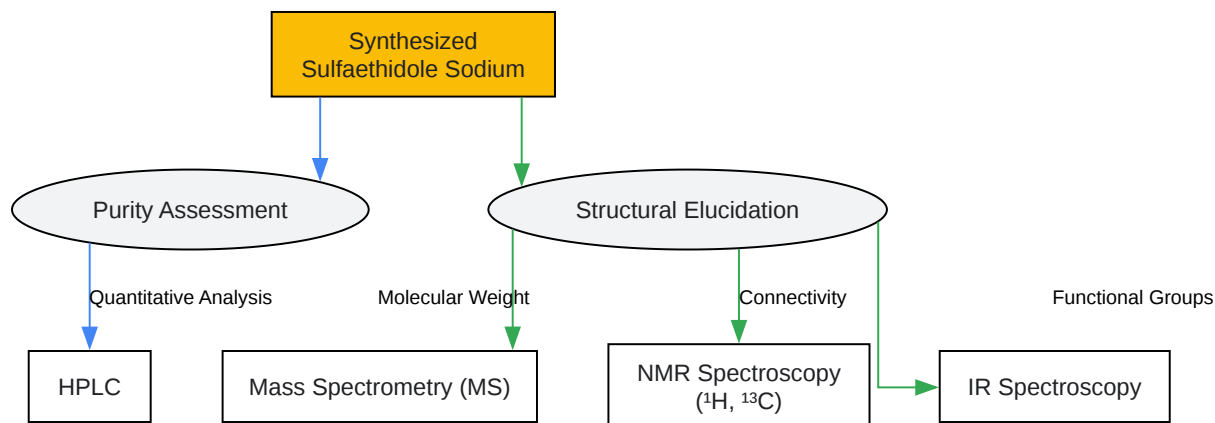 Synthesized
Sulfaethidole Sodium
Purity Assessment
Structural Elucidation
Quantitative Analysis
Molecular Weight
Connectivity
Functional Groups
HPLC
Mass Spectrometry (MS)
NMR Spectroscopy
(¹H, ¹³C)
IR Spectroscopy